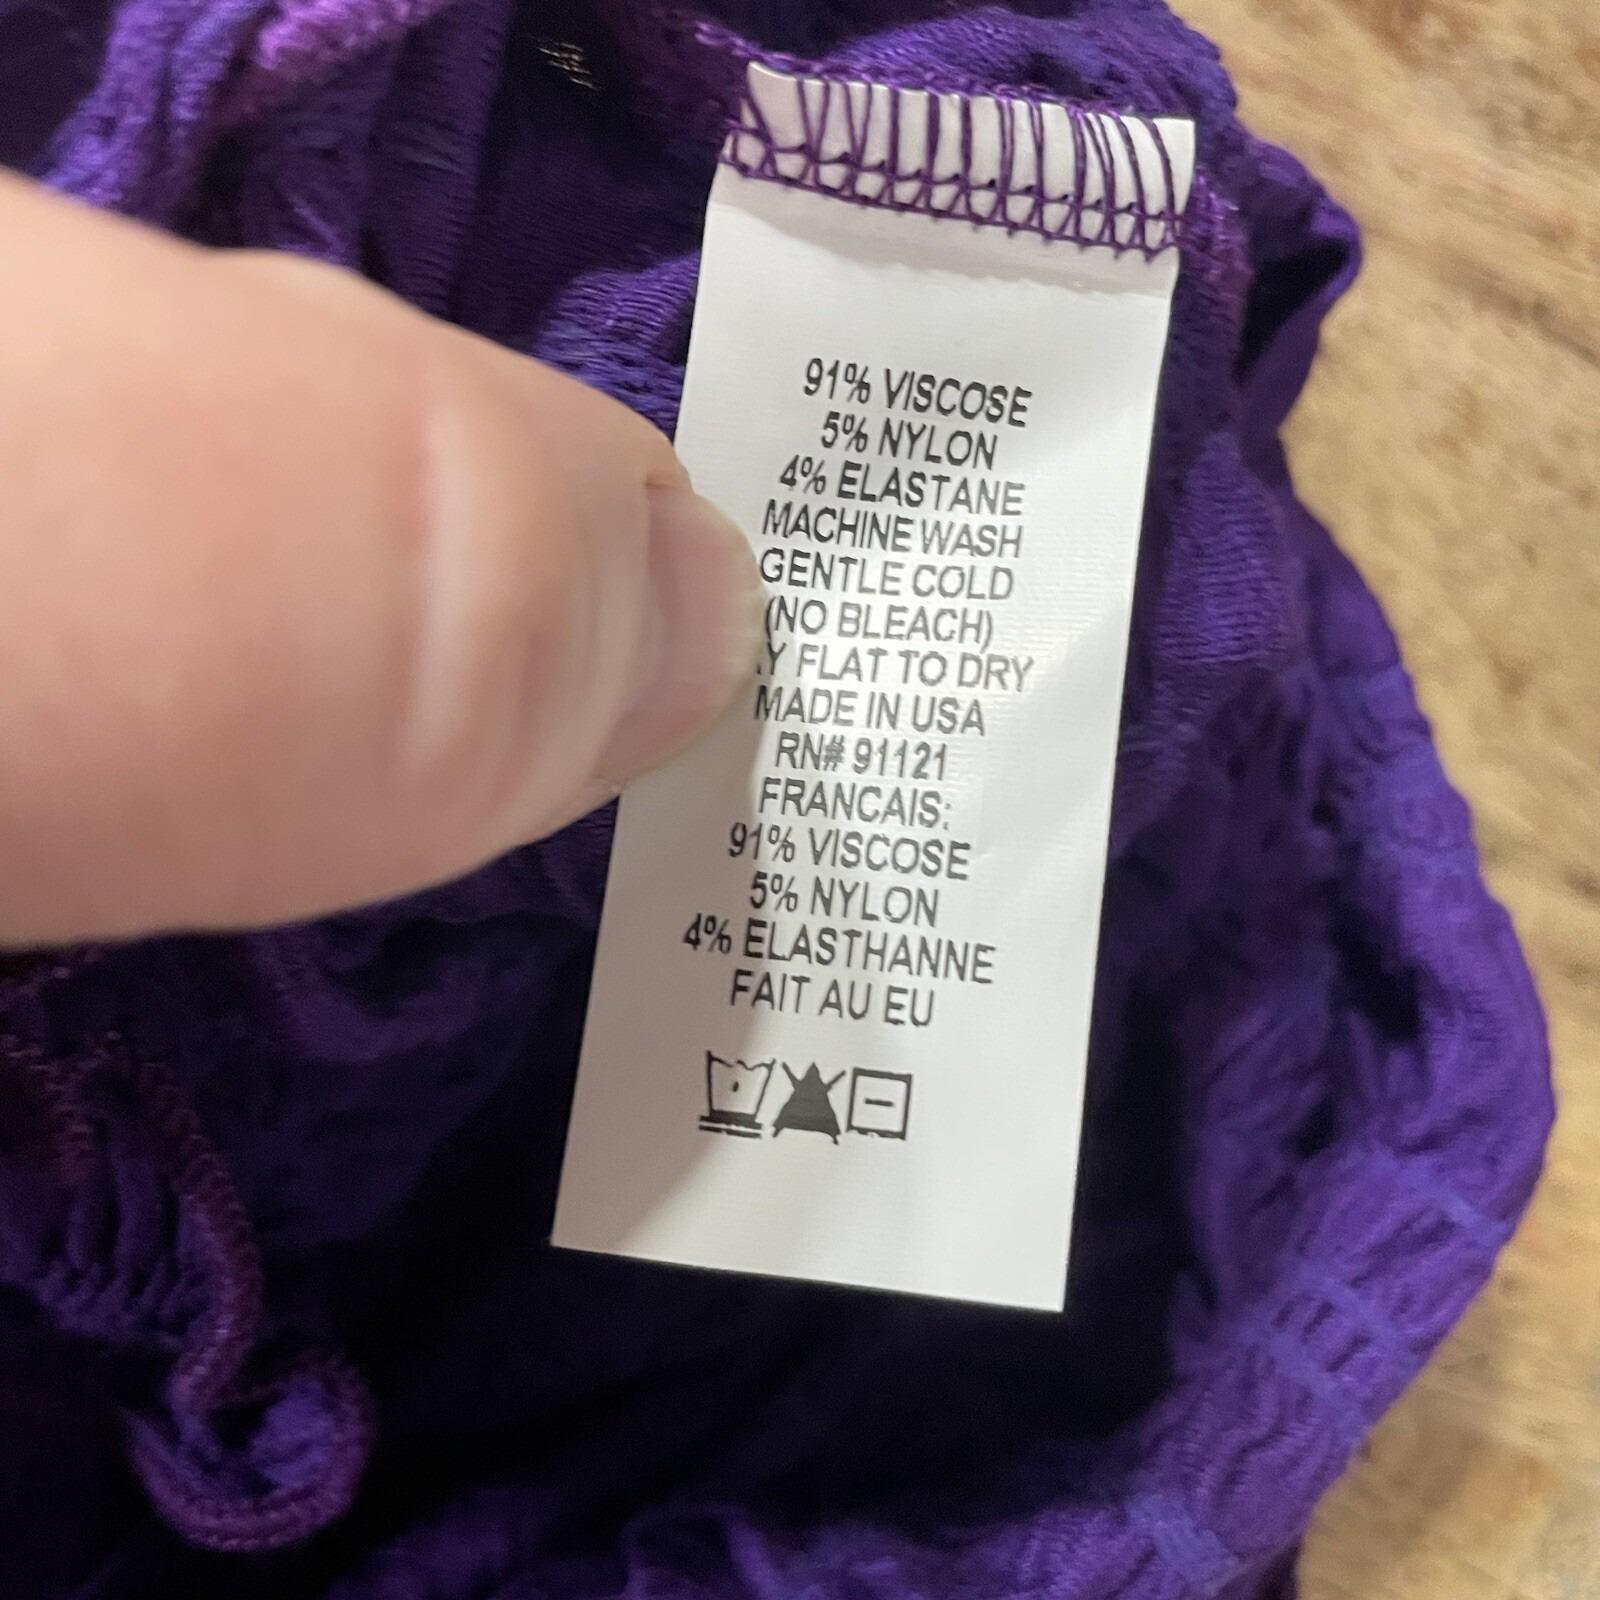 91% VISCOSE
5% NYLON
4% ELASTANE
MACHINE WASH
GENTLE COLD
(NO BLEACH)
FLAT TO DRY
MADE IN USA
RN# 91121
FRANCAIS:
91% VISCOSE
5% NYLON
4% ELASTHANNE
FAIT AU EU